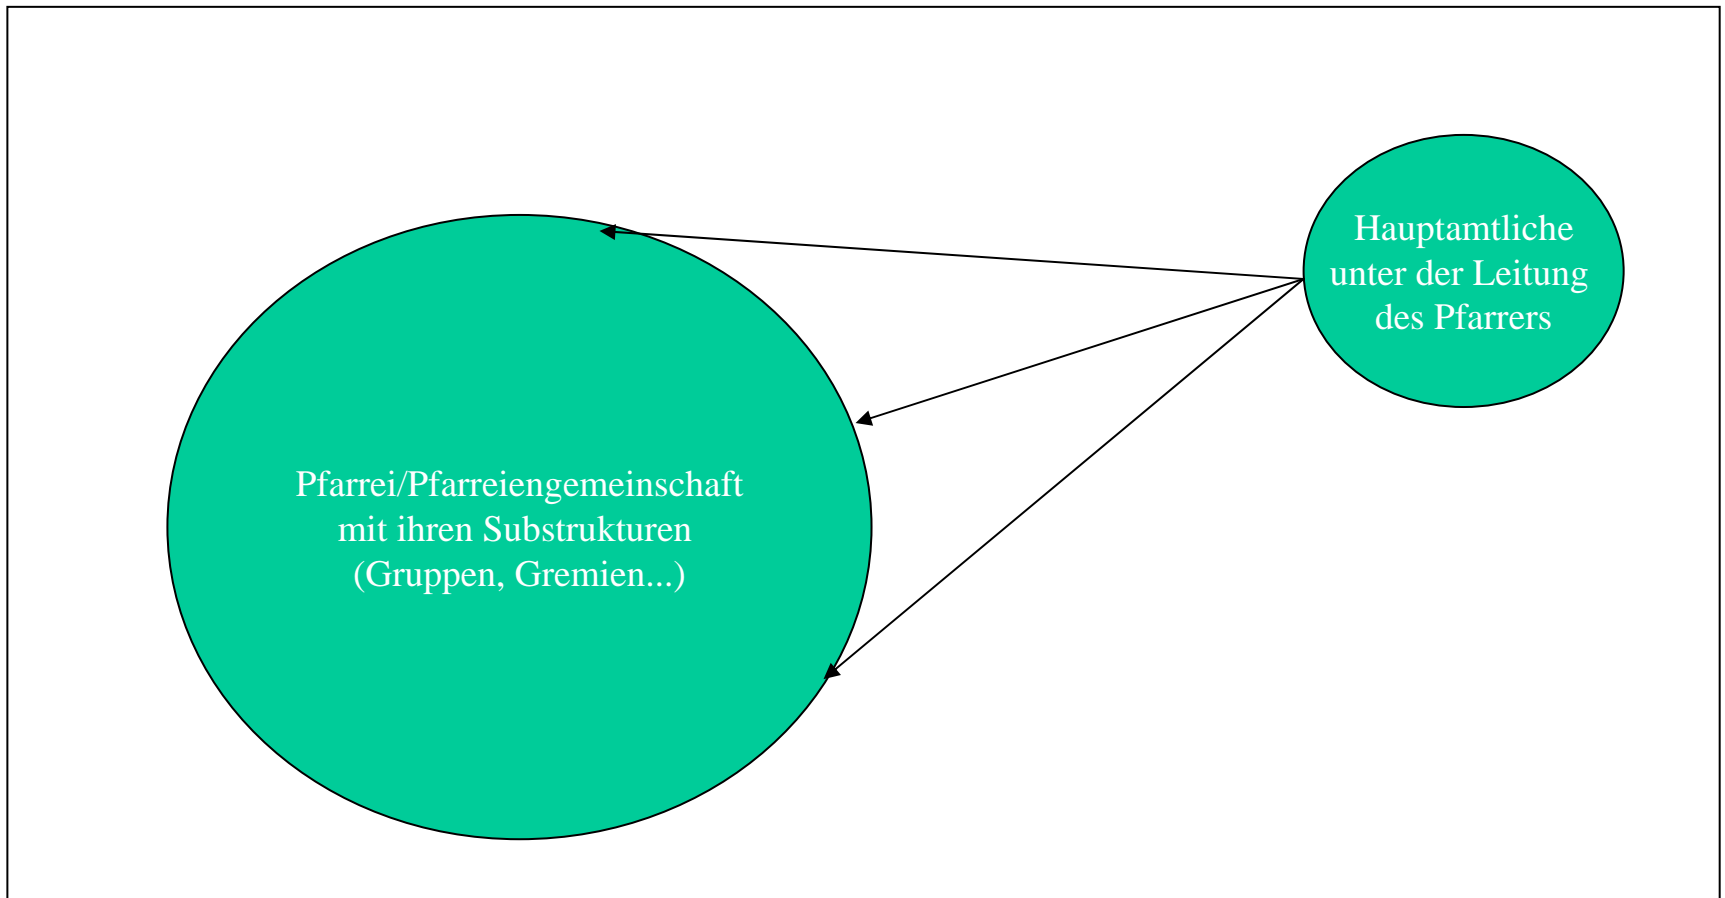 Hauptamtliche
unter der Leitung
des Pfarrers
Pfarrei/Pfarreiengemeinschaft
mit ihren Substrukturen
(Gruppen, Gremien...)